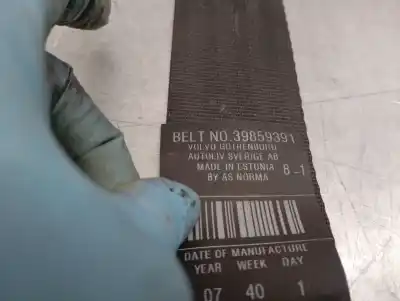 BELT NO.39859391
VOLVO GOTHENBURG
AUTOLIV SVERIGE AB
MADE IN ESTONIA B-1
BY AS NORMA
DATE OF MANUFACTURE
YEAR WEEK DAY
07 40 1